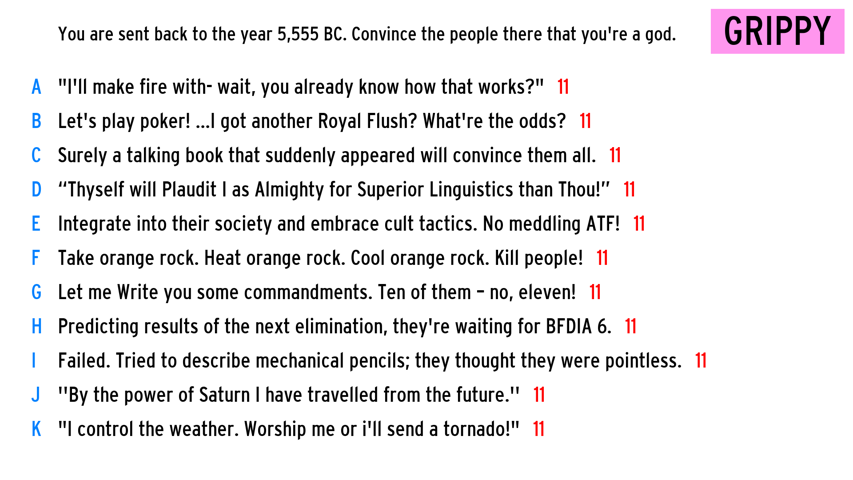 You are sent back to the year 5,555 BC. Convince the people there that you're a god.
GRIPPY
A "I'll make fire with- wait, you already know how that works?" 11
B Let's play poker! ...I got another Royal Flush? What're the odds? 11
C Surely a talking book that suddenly appeared will convince them all. 11
D “Thyself will Plaudit I as Almighty for Superior Linguistics than Thou!” 11
E Integrate into their society and embrace cult tactics. No meddling ATF! 11
F Take orange rock. Heat orange rock. Cool orange rock. Kill people! 11
G Let me Write you some commandments. Ten of them – no, eleven! 11
H Predicting results of the next elimination, they're waiting for BFDIA 6. 11
I Failed. Tried to describe mechanical pencils; they thought they were pointless. 11
J ''By the power of Saturn I have travelled from the future.'' 11
K "I control the weather. Worship me or i'll send a tornado!" 11